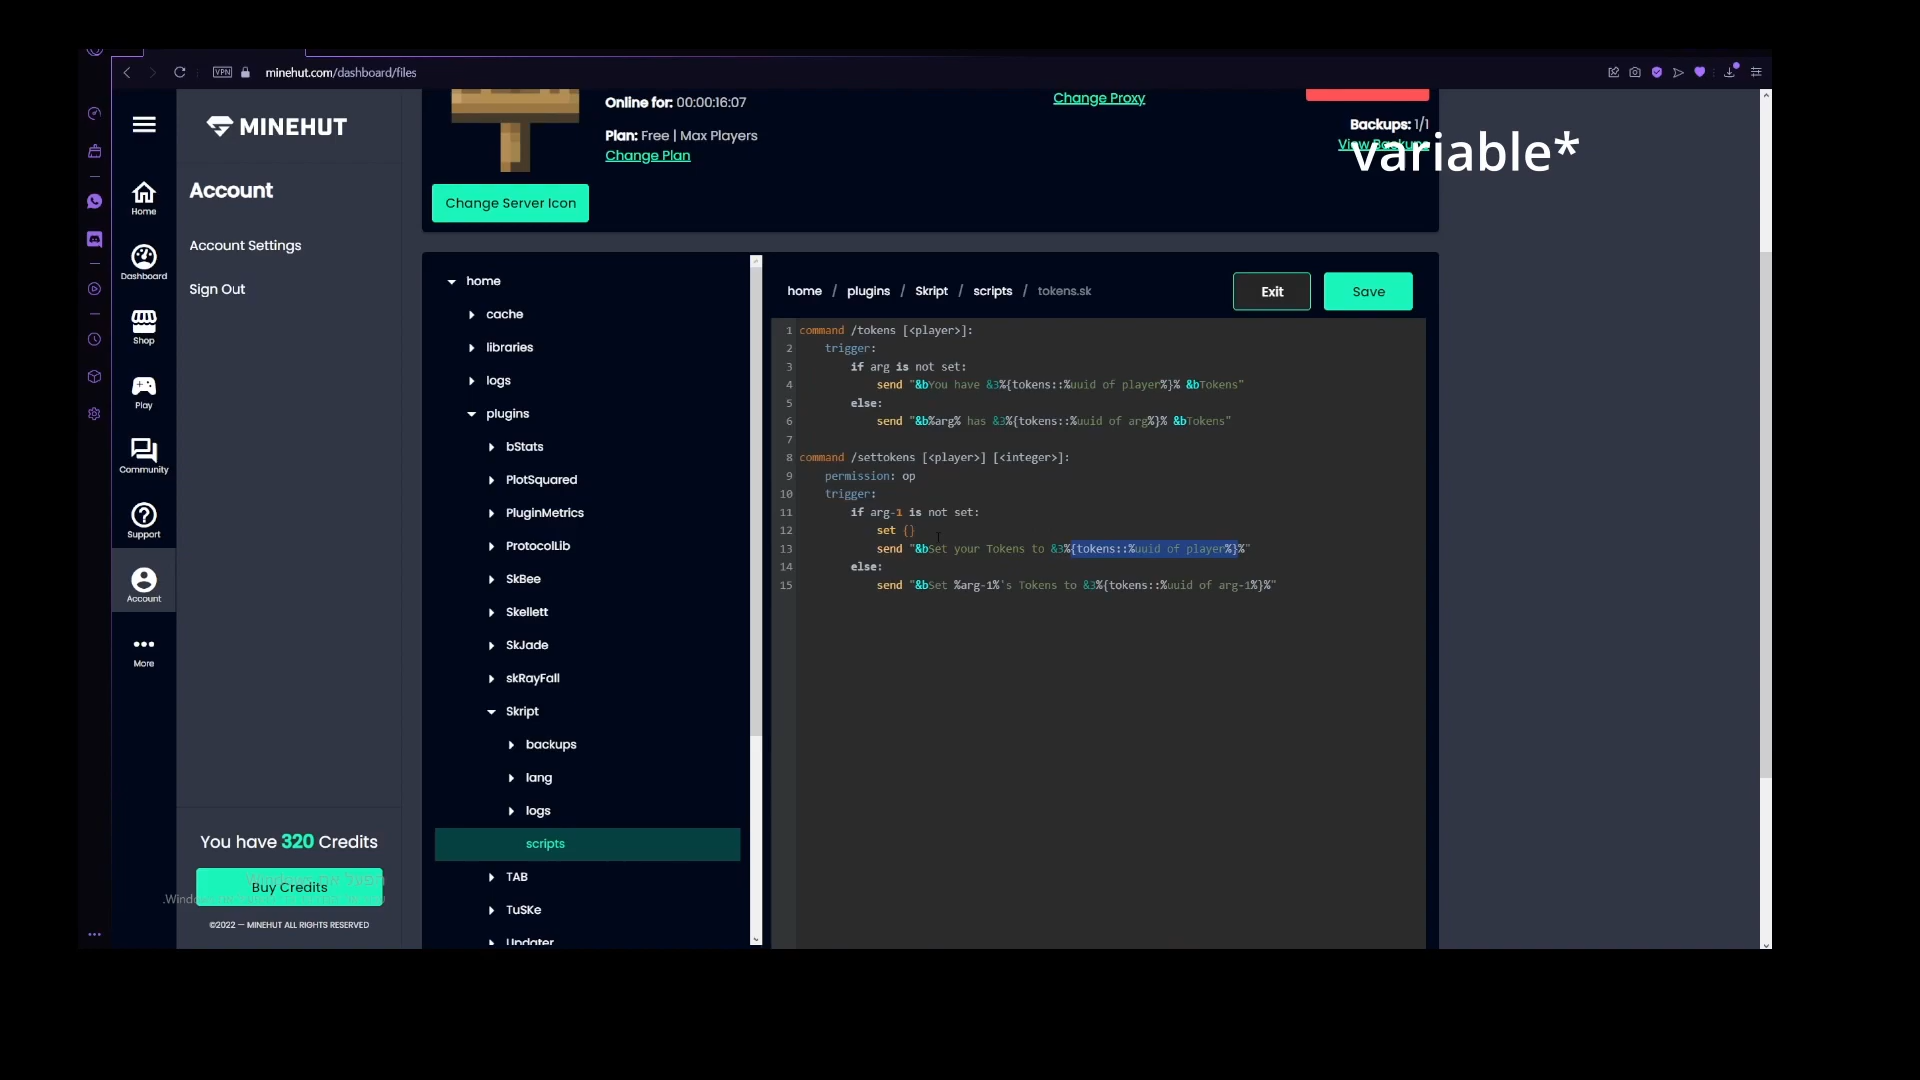 minehut.com/dashboard/files
VPN
variable*
MINEHUT
Home
Dashboard
Shop
Play
Community
Support
Account
More
Account
Account Settings
Sign Out
You have 320 Credits
Buy Credits
©2022 — MINEHUT ALL RIGHTS RESERVED
Online for: 00:00:16:07
Plan: Free | Max Players
Change Plan
Change Server Icon
Change Proxy
Backups: 1/1
View Backups
home
cache
libraries
logs
plugins
bStats
PlotSquared
PluginMetrics
ProtocolLib
SkBee
Skellett
SkJade
skRayFall
Skript
backups
lang
logs
scripts
TAB
TuSKe
Updater
home / plugins / Skript / scripts / tokens.sk
Exit
Save
1 command /tokens [<player>]:
2 trigger:
3 if arg is not set:
4 send "&bYou have &3%{tokens::%uuid of player%}% &bTokens"
5 else:
6 send "&b%arg% has &3%{tokens::%uuid of arg%}% &bTokens"
7
8 command /settokens [<player>] [<integer>]:
9 permission: op
10 trigger:
11 if arg-1 is not set:
12 set {}
13 send "&bSet your Tokens to &3%{tokens::%uuid of player%}%"
14 else:
15 send "&bSet %arg-1%'s Tokens to &3%{tokens::%uuid of arg-1%}%"